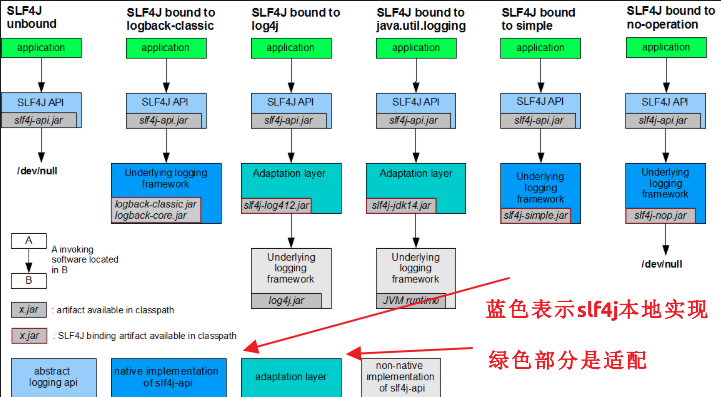 SLF4J
unbound
SLF4J bound to
logback-classic
SLF4J bound to
log4j
SLF4J bound to
java.util.logging
SLF4J bound
to simple
SLF4J bound to
no-operation
application
application
application
application
application
application
SLF4J API
slf4j-api.jar
SLF4J API
slf4j-api.jar
SLF4J API
slf4j-api.jar
SLF4J API
slf4j-api.jar
SLF4J API
slf4j-api.jar
SLF4J API
slf4j-api.jar
/dev/null
Underlying logging
framework
logback-classic.jar
logback-core.jar
Adaptation layer
slf4j-log412.jar
Adaptation layer
slf4j-jdk14.jar
Underlying
logging
framework
slf4j-simple.jar
Underlying
logging
framework
slf4j-nop.jar
A
B
A invoking
software located
in B
Underlying logging
framework
log4j.jar
Underlying logging
framework
JVM runtime
/dev/null
x.jar
: artifact available in classpath
x.jar
: SLF4J binding artifact available in classpath
蓝色表示slf4j本地实现
绿色部分是适配
abstract
logging api
native implementation
of slf4j-api
adaptation layer
non-native
implementation
of slf4j-api